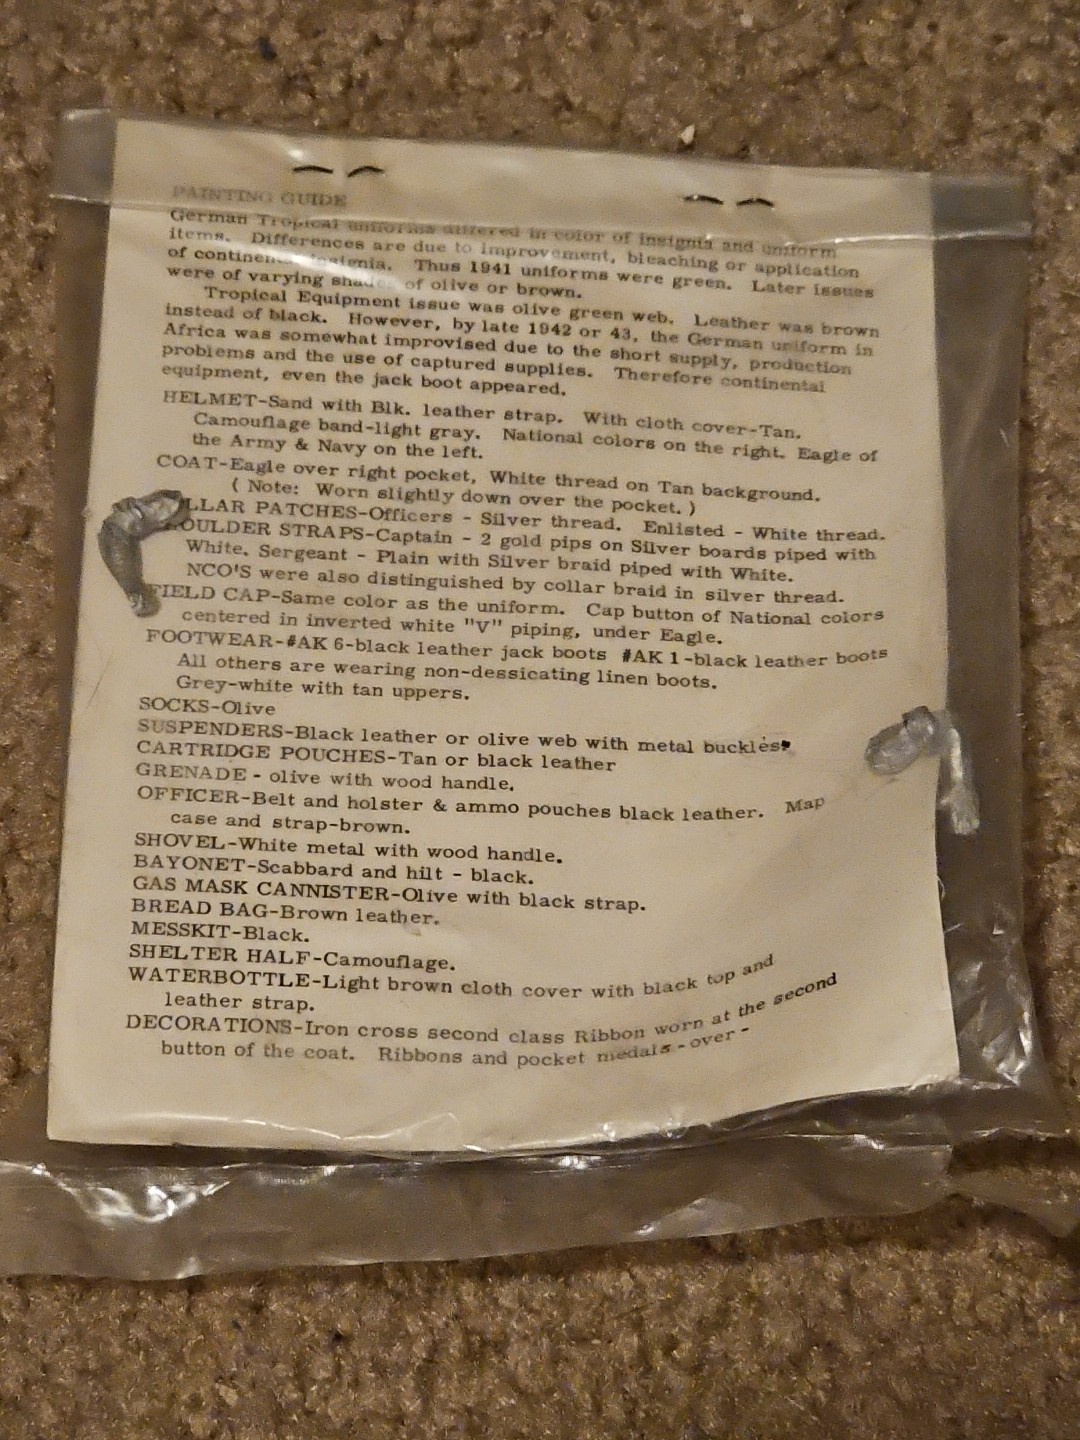 PAINTING GUIDE
German Tropical uniforms differed in color of insignia and uniform
items. Differences are due to improvement, bleaching or application
of continental insignia. Thus 1941 uniforms were green. Later issues
were of varying shades of olive or brown.
Tropical Equipment issue was olive green web. Leather was brown
instead of black. However, by late 1942 or 43, the German uniform in
Africa was somewhat improvised due to the short supply, production
problems and the use of captured supplies. Therefore continental
equipment, even the jack boot appeared.
HELMET-Sand with Blk. leather strap. With cloth cover-Tan.
Camouflage band-light gray. National colors on the right. Eagle of
the Army & Navy on the left.
COAT-Eagle over right pocket, White thread on Tan background.
( Note: Worn slightly down over the pocket. )
LLAR PATCHES-Officers - Silver thread. Enlisted - White thread.
OULDER STRAPS-Captain - 2 gold pips on Silver boards piped with
White. Sergeant - Plain with Silver braid piped with White.
NCO'S were also distinguished by collar braid in silver thread.
FIELD CAP-Same color as the uniform. Cap button of National colors
centered in inverted white "V" piping, under Eagle.
FOOTWEAR-#AK 6-black leather jack boots #AK 1-black leather boots
All others are wearing non-dessicating linen boots.
Grey-white with tan uppers.
SOCKS-Olive
SUSPENDERS-Black leather or olive web with metal buckles.
CARTRIDGE POUCHES-Tan or black leather
GRENADE - olive with wood handle.
OFFICER-Belt and holster & ammo pouches black leather. Map
case and strap-brown.
SHOVEL-White metal with wood handle.
BAYONET-Scabbard and hilt - black.
GAS MASK CANNISTER-Olive with black strap.
BREAD BAG-Brown leather.
MESSKIT-Black.
SHELTER HALF-Camouflage.
WATERBOTTLE-Light brown cloth cover with black top and
leather strap.
DECORATIONS-Iron cross second class Ribbon worn at the second
button of the coat. Ribbons and pocket medals - over -